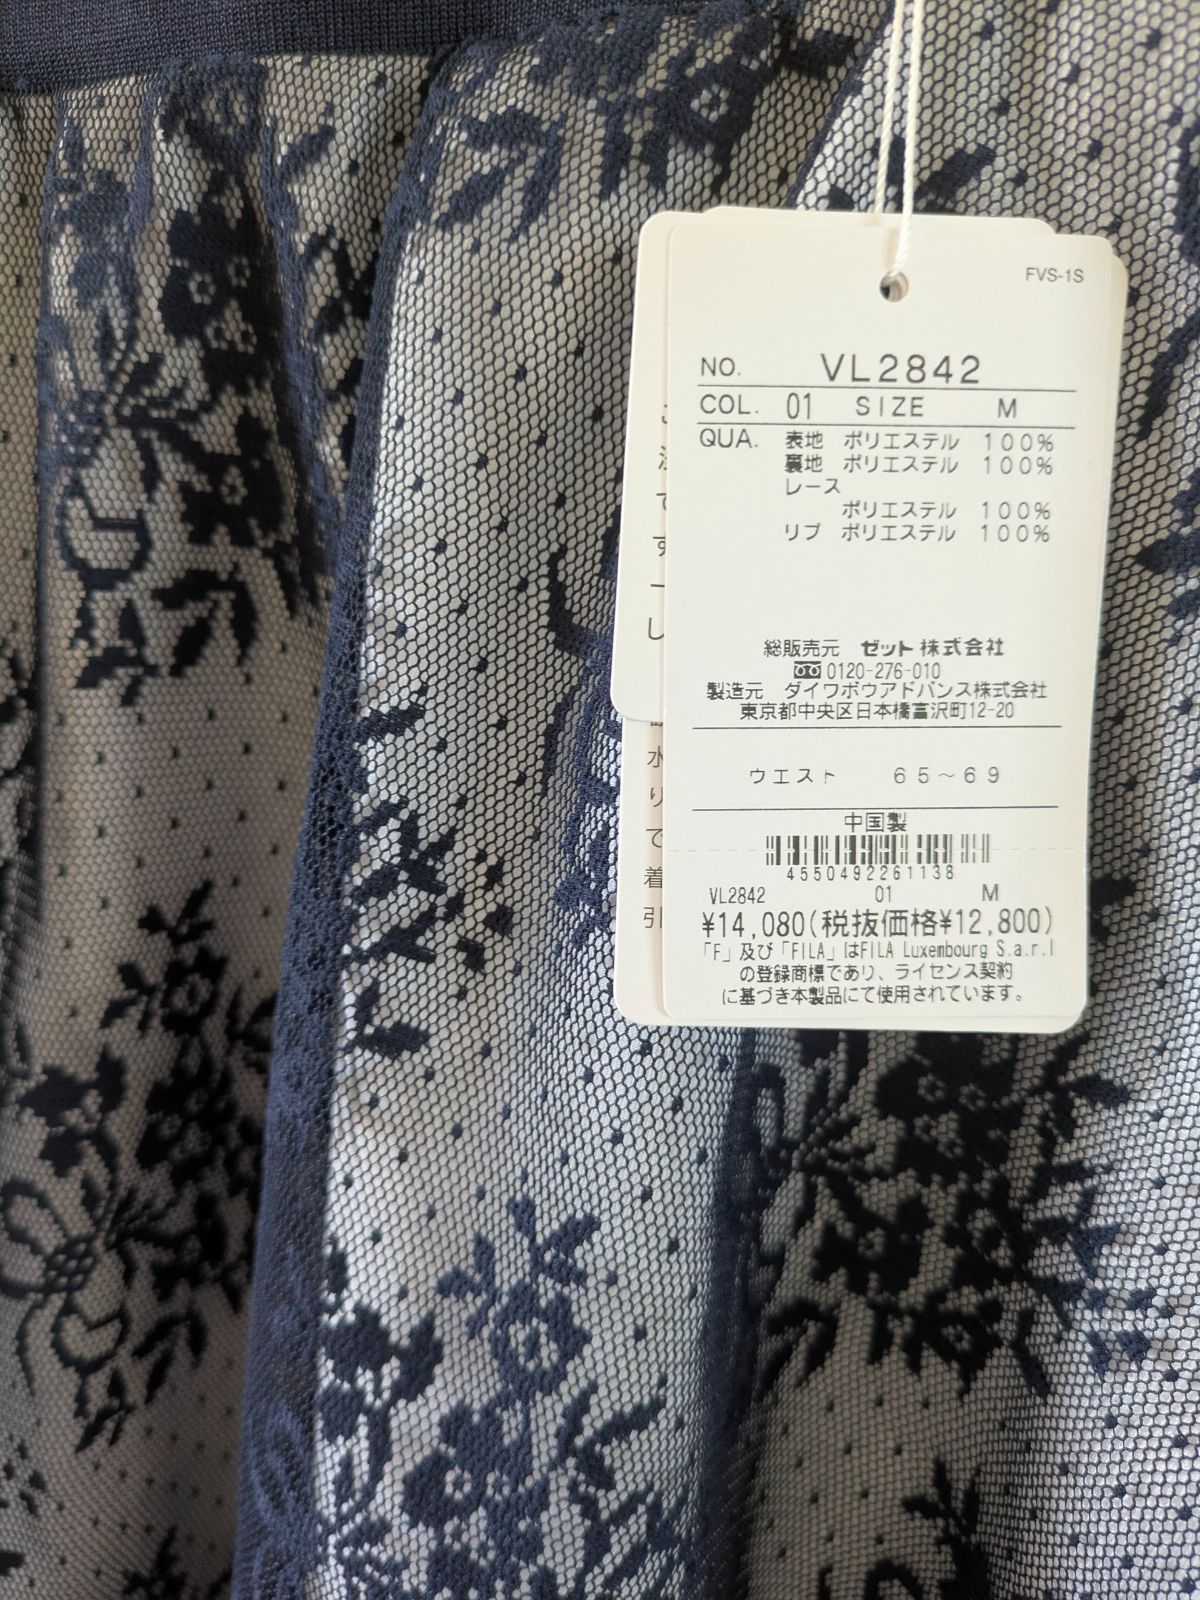 FVS-1S
NO. VL2842
COL. 01 SIZE M
QUA. 表地 ポリエステル 100%
裏地 ポリエステル 100%
レース
ポリエステル 100%
リブ ポリエステル 100%
総販売元 ゼット株式会社
0120-276-010
製造元 ダイワボウアドバンス株式会社
東京都中央区日本橋富沢町12-20
ウエスト 65~69
中国製
4550492261138
VL2842 01 M
¥14,080(税抜価格¥12,800)
「F」及び「FILA」はFILA Luxembourg S.a.r.l
の登録商標であり、ライセンス契約
に基づき本製品にて使用されています。
て
す
し
水
り
て
着
引